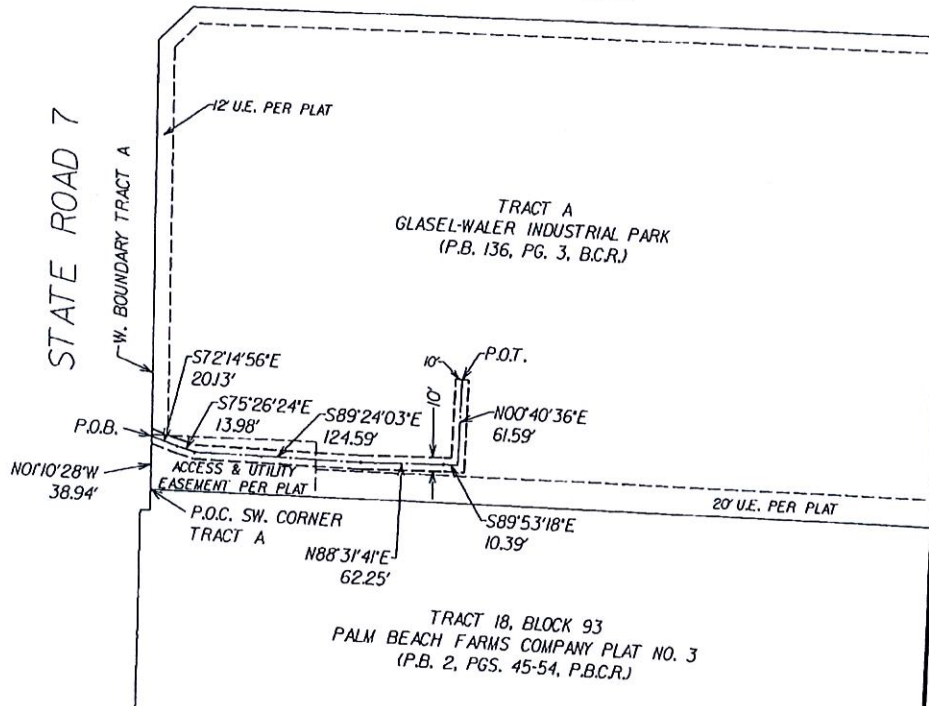 12' U.E. PER PLAT
STATE ROAD 7
W. BOUNDARY TRACT A
TRACT A
GLASEL-WALER INDUSTRIAL PARK
(P.B. 136, PG. 3, B.C.R.)
S72°14'56"E
20.13'
S75°26'24"E
13.98'
S89°24'03"E
124.59'
10'
P.O.T.
10'
N00°40'36"E
61.59'
P.O.B.
N01°10'28"W
38.94'
ACCESS & UTILITY
EASEMENT PER PLAT
20' U.E. PER PLAT
P.O.C. SW. CORNER
TRACT A
S89°53'18"E
10.39'
N88°31'41"E
62.25'
TRACT 18, BLOCK 93
PALM BEACH FARMS COMPANY PLAT NO. 3
(P.B. 2, PGS. 45-54, P.B.C.R.)